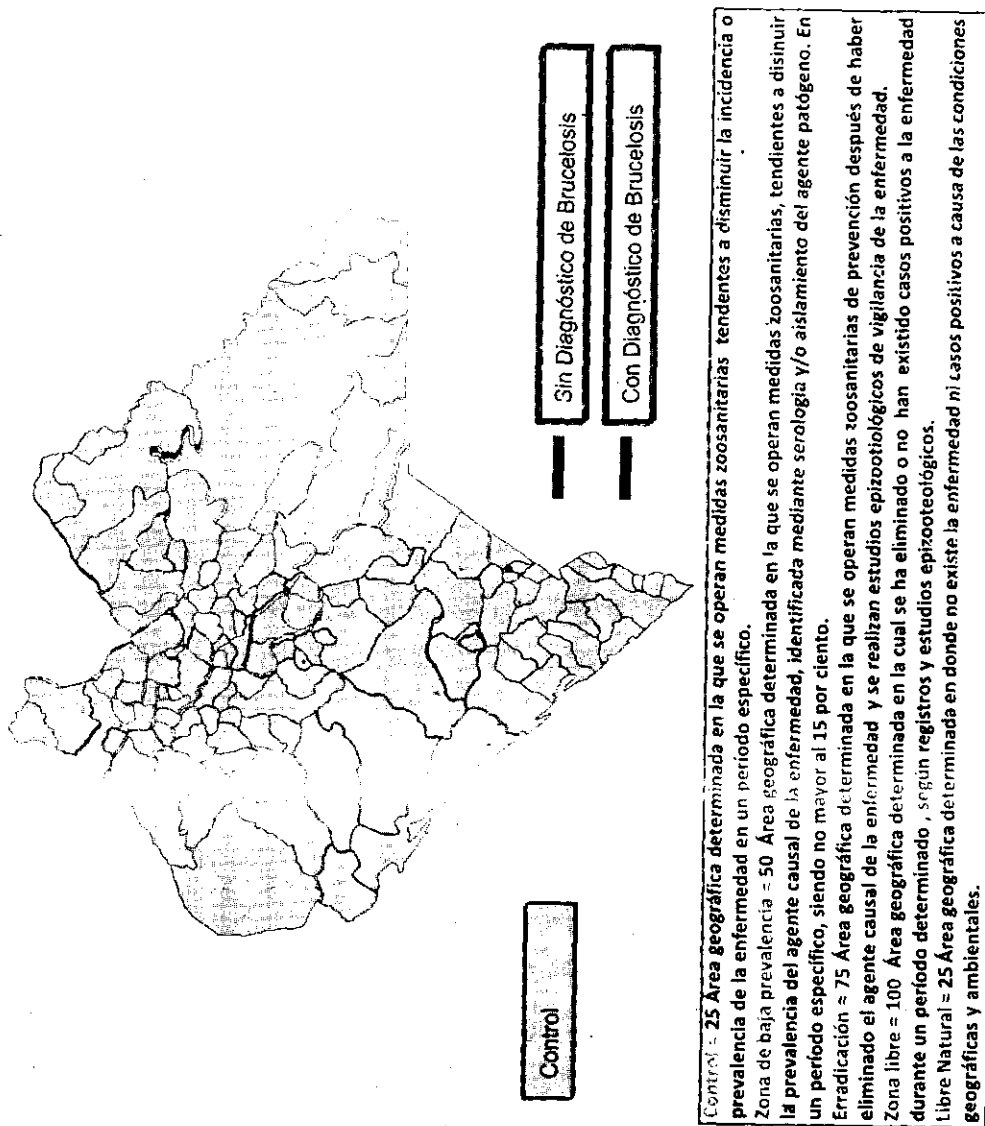 Control
Sin Diagnóstico de Brucelosis
Con Diagnóstico de Brucelosis
Control = 25 Área geográfica determinada en la que se operan medidas zoosanitarias tendentes a disminuir la incidencia o
prevalencia de la enfermedad en un periodo específico.
Zona de baja prevalencia = 50 Área geográfica determinada en la que se operan medidas zoosanitarias, tendientes a disinuir
la prevalencia del agente causal de la enfermedad, identificada mediante serología y/o aislamiento del agente patógeno. En
un período específico, siendo no mayor al 15 por ciento.
Erradicación = 75 Área geográfica determinada en la que se operan medidas zoosanitarias de prevención después de haber
eliminado el agente causal de la enfermedad y se realizan estudios epizootiológicos de vigilancia de la enfermedad.
Zona libre = 100 Área geográfica determinada en la cual se ha eliminado o no han existido casos positivos a la enfermedad
durante un período determinado , según registros y estudios epizooteológicos.
Libre Natural = 25 Área geográfica determinada en donde no existe la enfermedad ni casos positivos a causa de las condiciones
geográficas y ambientales.